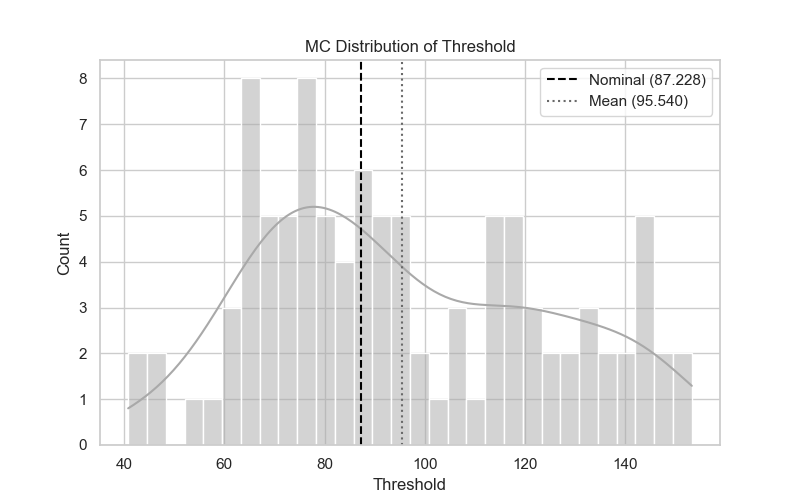 MC Distribution of Threshold
Nominal (87.228)
Mean (95.540)
Count
8
7
6
5
4
3
2
1
0
40 60 80 100 120 140
Threshold